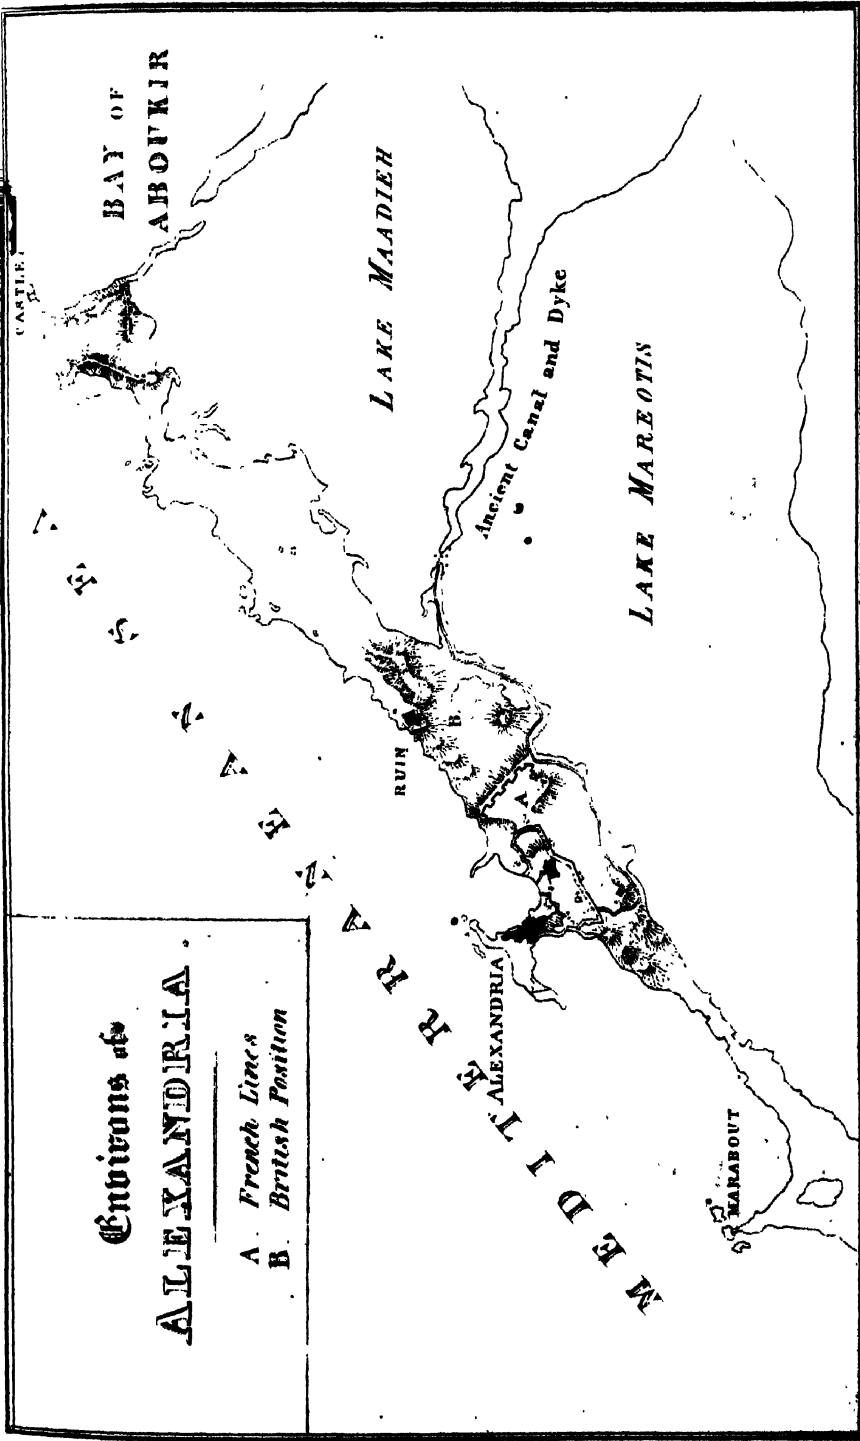 Environs of
ALEXANDRIA.
A. French Lines
B. British Position
MEDITERRANEAN SEA
MARABOUT
ALEXANDRIA
RUIN
A
B.
Ancient Canal and Dyke
LAKE MAREOTIS
LAKE MAADIEH
BAY OF
ABOUKIR
CASTLE